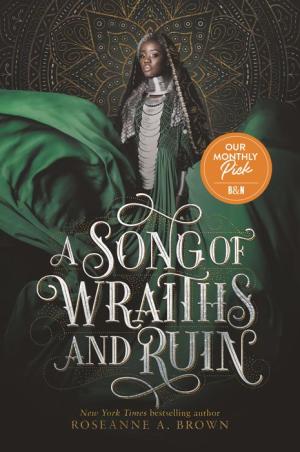 OUR
MONTHLY
Pick
B&N
A SONG OF
WRAITHS
AND RUIN
New York Times bestselling author
ROSEANNE A. BROWN